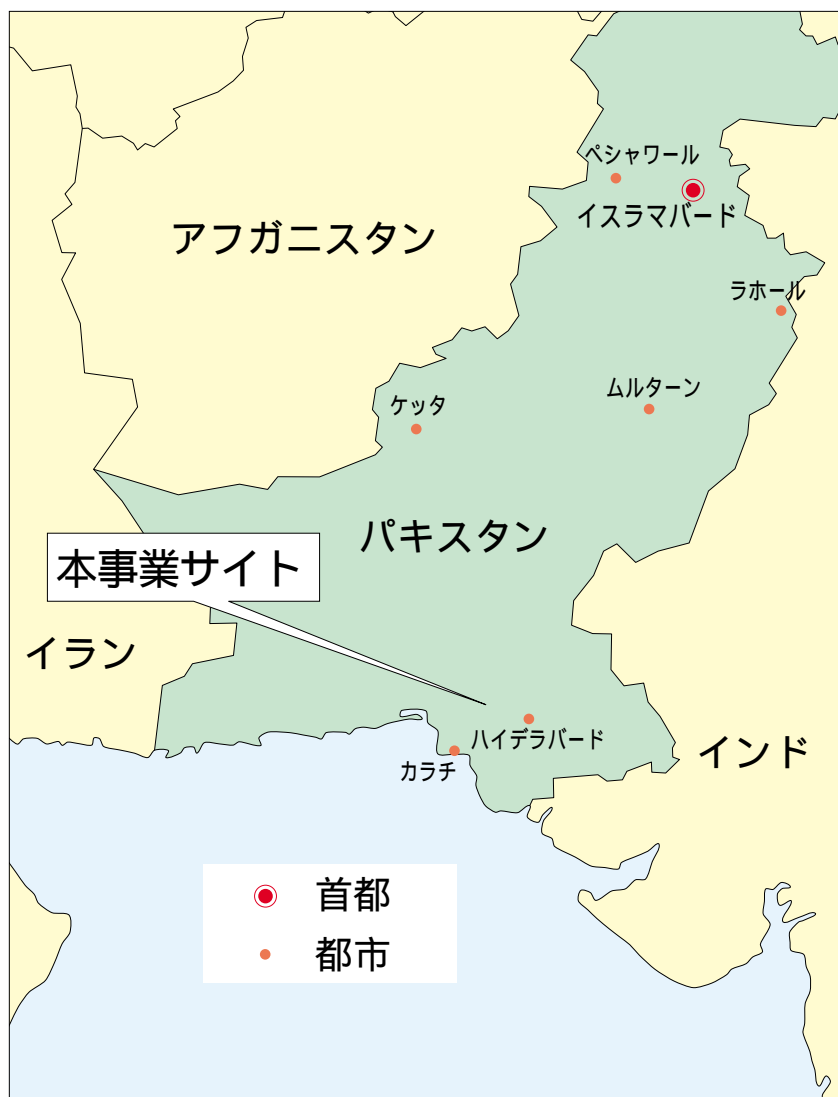 ペシャワール
イスラマバード
アフガニスタン
ラホール
ムルターン
ケッタ
パキスタン
本事業サイト
イラン
ハイデラバード
インド
カラチ
首都
都市